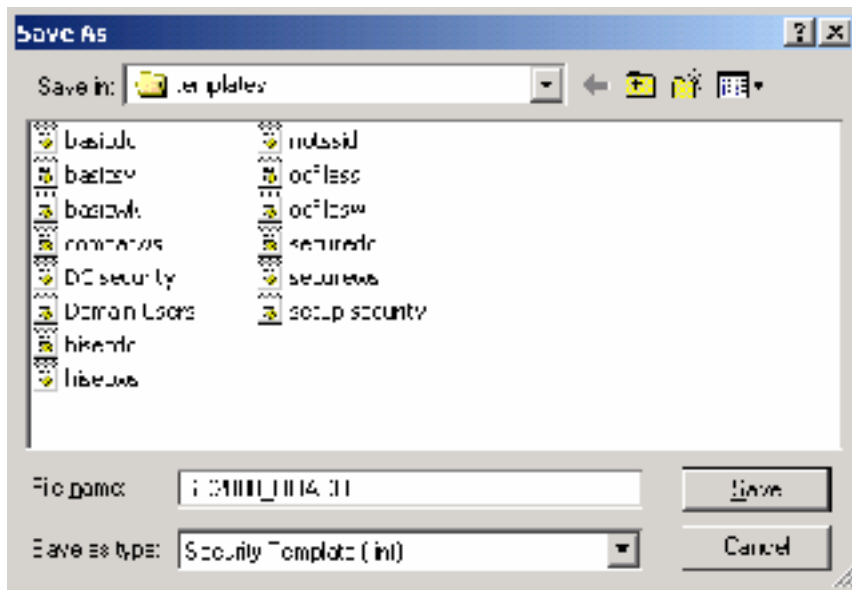 Save As
Save in: templates
basicdc
basicsv
basicwk
compatws
DC security
Domain Users
hisecdc
hisecws
notssid
ocfiless
ocfilesw
securedc
securews
setup security
File name:
Save
Save as type: Security Template (.inf)
Cancel